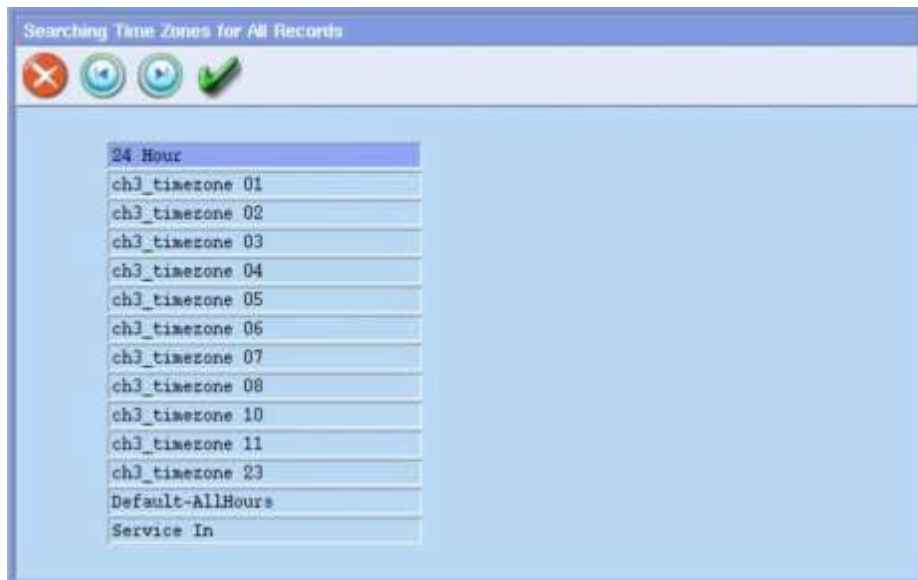 Searching Time Zones for All Records
24 Hour
ch3_timezone 01
ch3_timezone 02
ch3_timezone 03
ch3_timezone 04
ch3_timezone 05
ch3_timezone 06
ch3_timezone 07
ch3_timezone 08
ch3_timezone 10
ch3_timezone 11
ch3_timezone 23
Default-AllHours
Service In